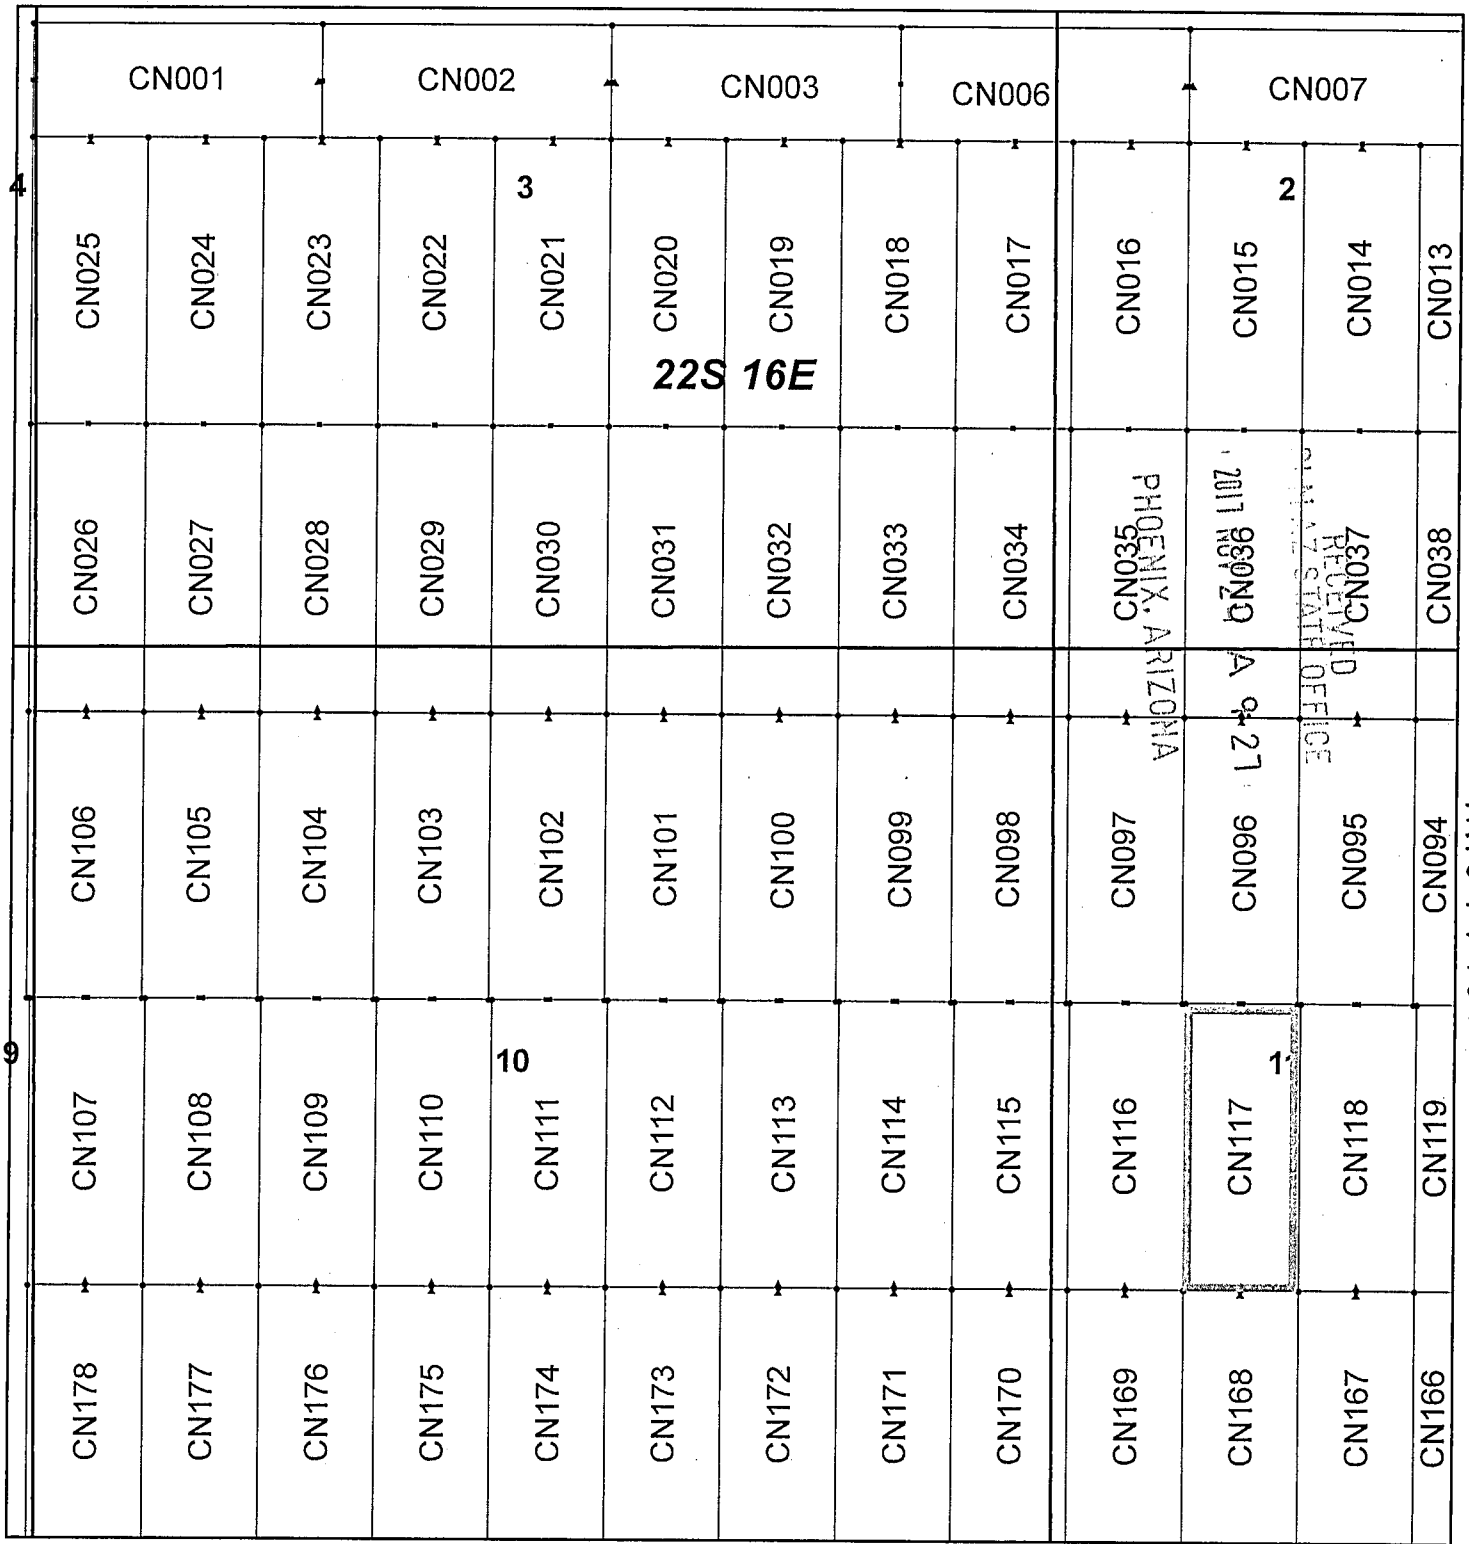 CN001 CN002 CN003 CN006 CN007
4 3 2
CN025 CN024 CN023 CN022 CN021 CN020 CN019 CN018 CN017 CN016 CN015 CN014 CN013
22S 16E
CN026 CN027 CN028 CN029 CN030 CN031 CN032 CN033 CN034 CN035 CN036 CN037 CN038
RECEIVED
AZ STATE OFFICE
2011 NOV A 9:27
PHOENIX, ARIZONA
CN106 CN105 CN104 CN103 CN102 CN101 CN100 CN099 CN098 CN097 CN096 CN095 CN094
9 10
CN107 CN108 CN109 CN110 CN111 CN112 CN113 CN114 CN115 CN116 CN117 CN118 CN119
CN178 CN177 CN176 CN175 CN174 CN173 CN172 CN171 CN170 CN169 CN168 CN167 CN166